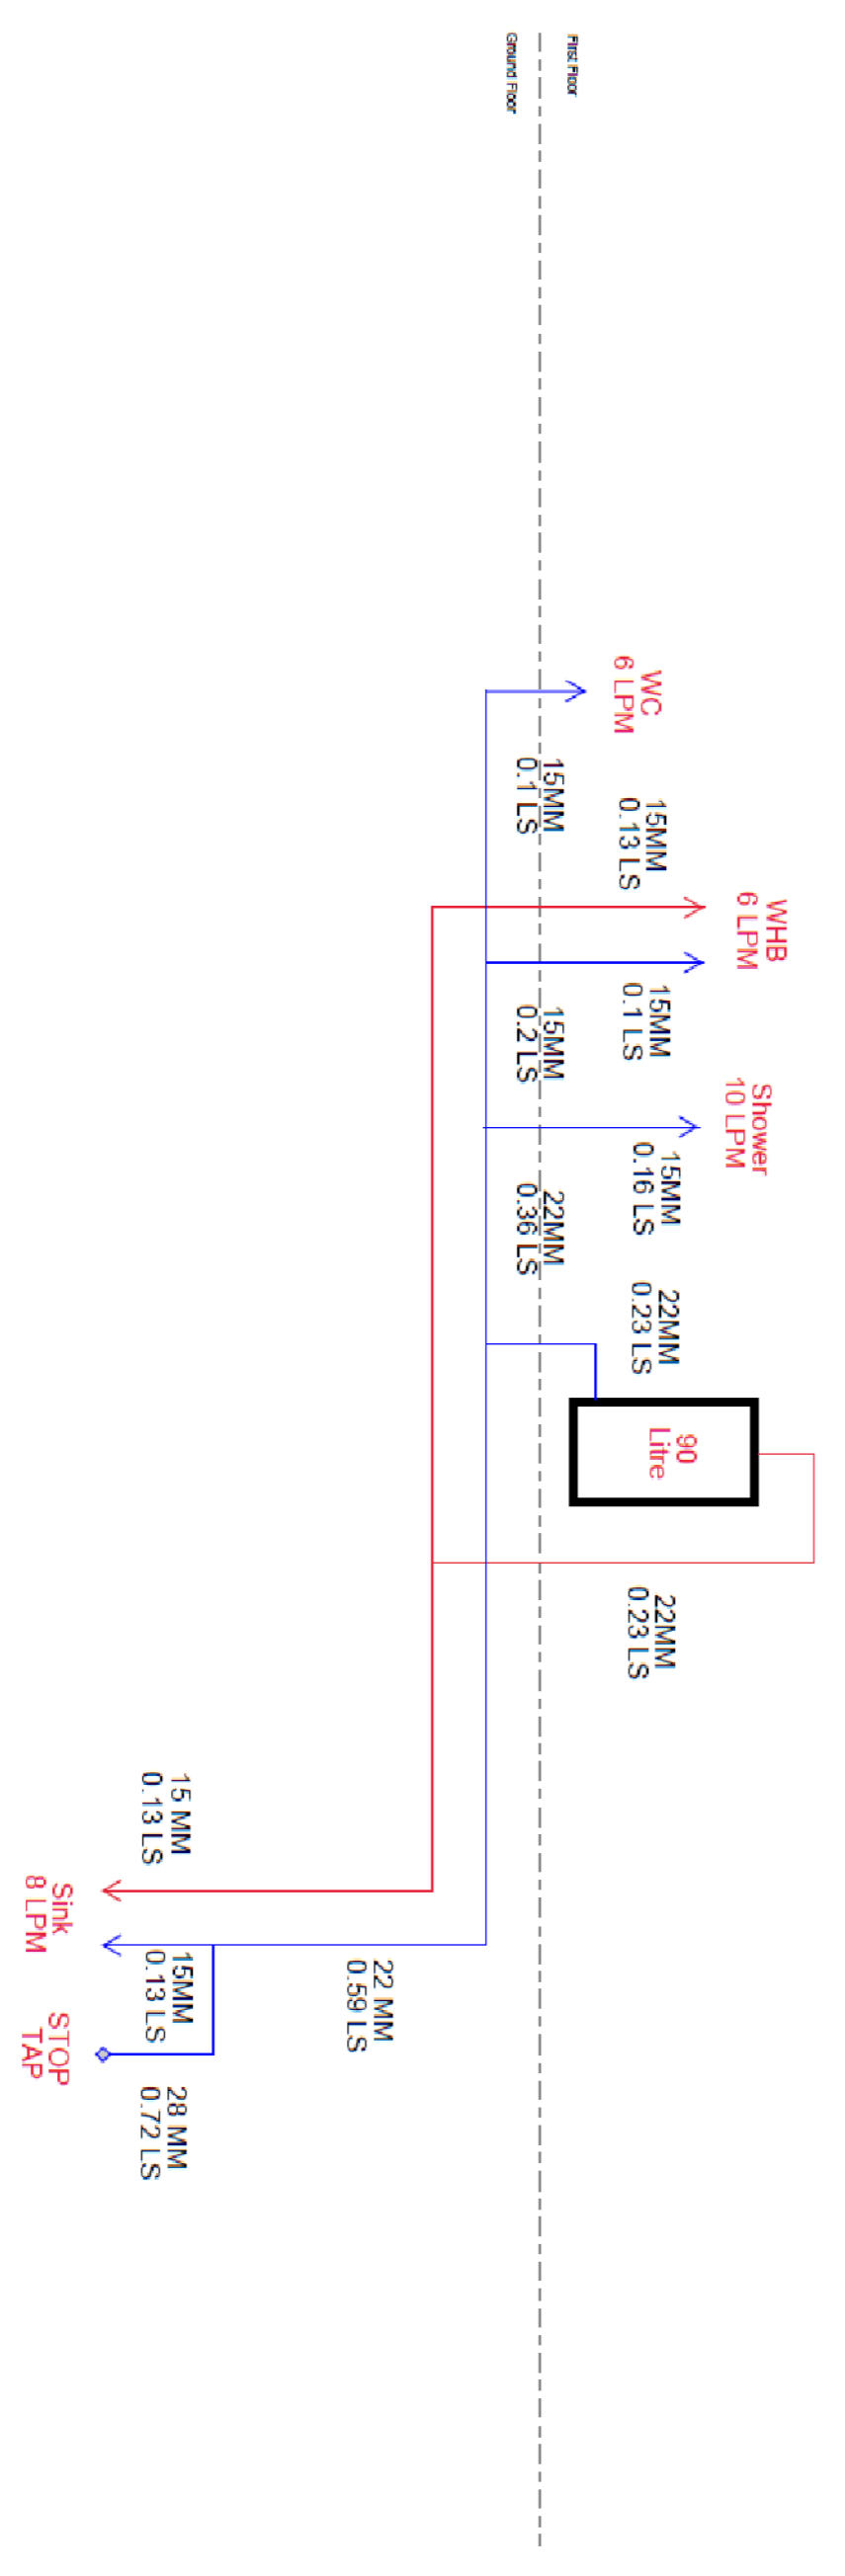 First Floor
Ground Floor
WC
6 LPM
15MM
0.1 LS
15MM
0.13 LS
WHB
6 LPM
15MM
0.1 LS
15MM
0.2 LS
Shower
10 LPM
15MM
0.16 LS
22MM
0.36 LS
22MM
0.23 LS
90
Litre
22MM
0.23 LS
15 MM
0.13 LS
Sink
8 LPM
15MM
0.13 LS
22 MM
0.59 LS
STOP
TAP
28 MM
0.72 LS